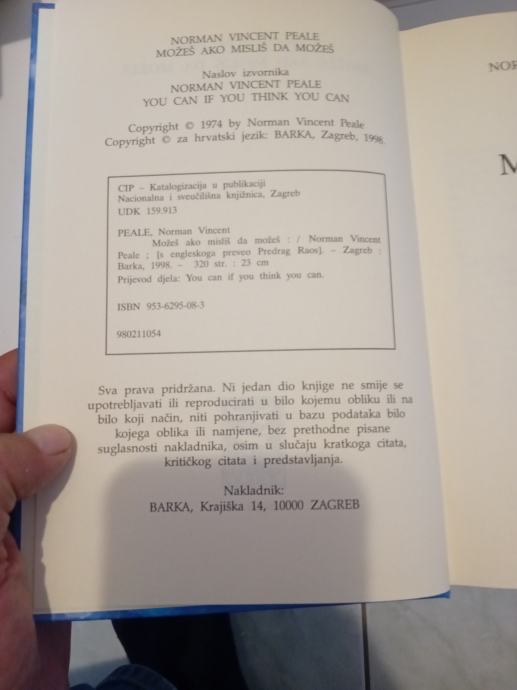 NORMAN VINCENT PEALE
MOŽEŠ AKO MISLIŠ DA MOŽEŠ
Naslov izvornika
NORMAN VINCENT PEALE
YOU CAN IF YOU THINK YOU CAN
Copyright © 1974 by Norman Vincent Peale
Copyright © za hrvatski jezik: BARKA, Zagreb, 1998.
CIP – Katalogizacija u publikaciji
Nacionalna i sveučilišna knjižnica, Zagreb
UDK 159.913
PEALE, Norman Vincent
Možeš ako misliš da možeš : / Norman Vincent
Peale ; [s engleskoga preveo Predrag Raos]. – Zagreb :
Barka, 1998. – 320 str. : 23 cm
Prijevod djela: You can if you think you can.
ISBN 953-6295-08-3
980211054
Sva prava pridržana. Ni jedan dio knjige ne smije se
upotrebljavati ili reproducirati u bilo kojemu obliku ili na
bilo koji način, niti pohranjivati u bazu podataka bilo
kojega oblika ili namjene, bez prethodne pisane
suglasnosti nakladnika, osim u slučaju kratkoga citata,
kritičkog citata i predstavljanja.
Nakladnik:
BARKA, Krajiška 14, 10000 ZAGREB
NOR
M